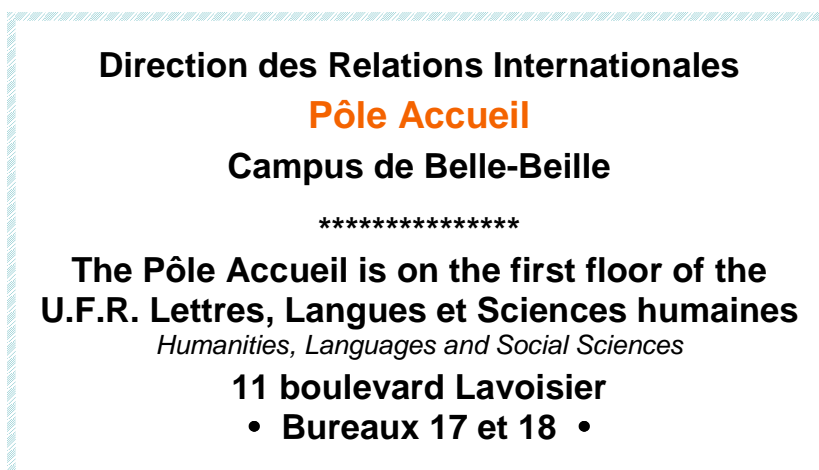 Direction des Relations Internationales
Pôle Accueil
Campus de Belle-Beille
***************
The Pôle Accueil is on the first floor of the
U.F.R. Lettres, Langues et Sciences humaines
Humanities, Languages and Social Sciences
11 boulevard Lavoisier
• Bureaux 17 et 18 •